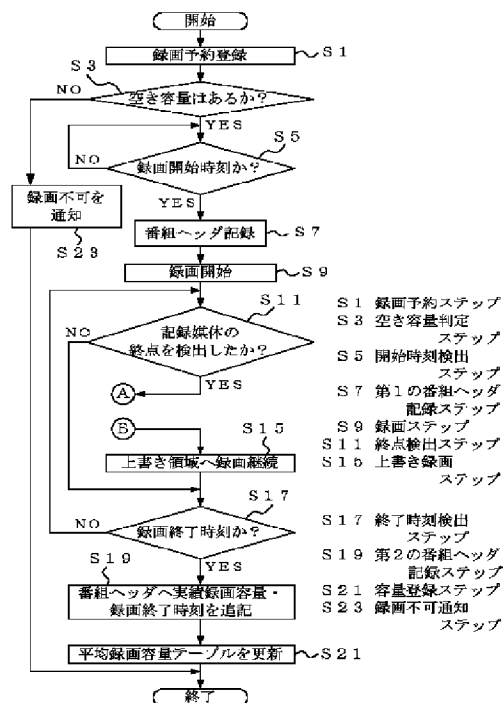 開始
録画予約登録
S1
S3
空き容量はあるか？
NO
YES
S5
録画開始時刻か？
NO
YES
録画不可を
通知
S23
番組ヘッダ記録
S7
録画開始
S9
S11
記録媒体の
終点を検出したか？
NO
YES
A
B
S15
上書き領域へ録画継続
S17
録画終了時刻か？
NO
YES
S19
番組ヘッダへ実績録画容量・
録画終了時刻を追記
平均録画容量テーブルを更新
S21
終了
S1 録画予約ステップ
S3 空き容量判定
ステップ
S5 開始時刻検出
ステップ
S7 第1の番組ヘッダ
記録ステップ
S9 録画ステップ
S11 終点検出ステップ
S15 上書き録画
ステップ
S17 終了時刻検出
ステップ
S19 第2の番組ヘッダ
記録ステップ
S21 容量登録ステップ
S23 録画不可通知
ステップ